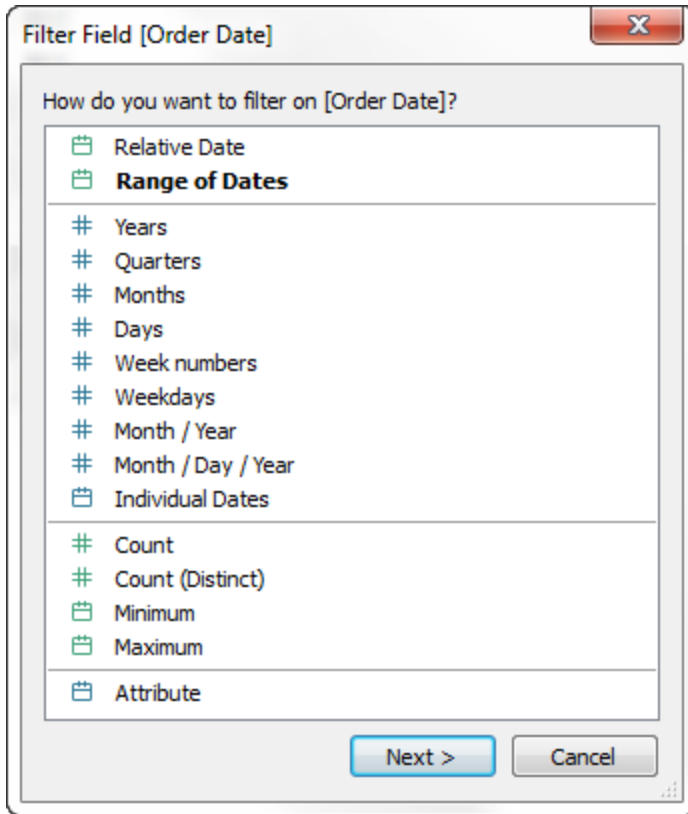 Filter Field [Order Date]
How do you want to filter on [Order Date]?
Relative Date
Range of Dates
Years
Quarters
Months
Days
Week numbers
Weekdays
Month / Year
Month / Day / Year
Individual Dates
Count
Count (Distinct)
Minimum
Maximum
Attribute
Next > Cancel